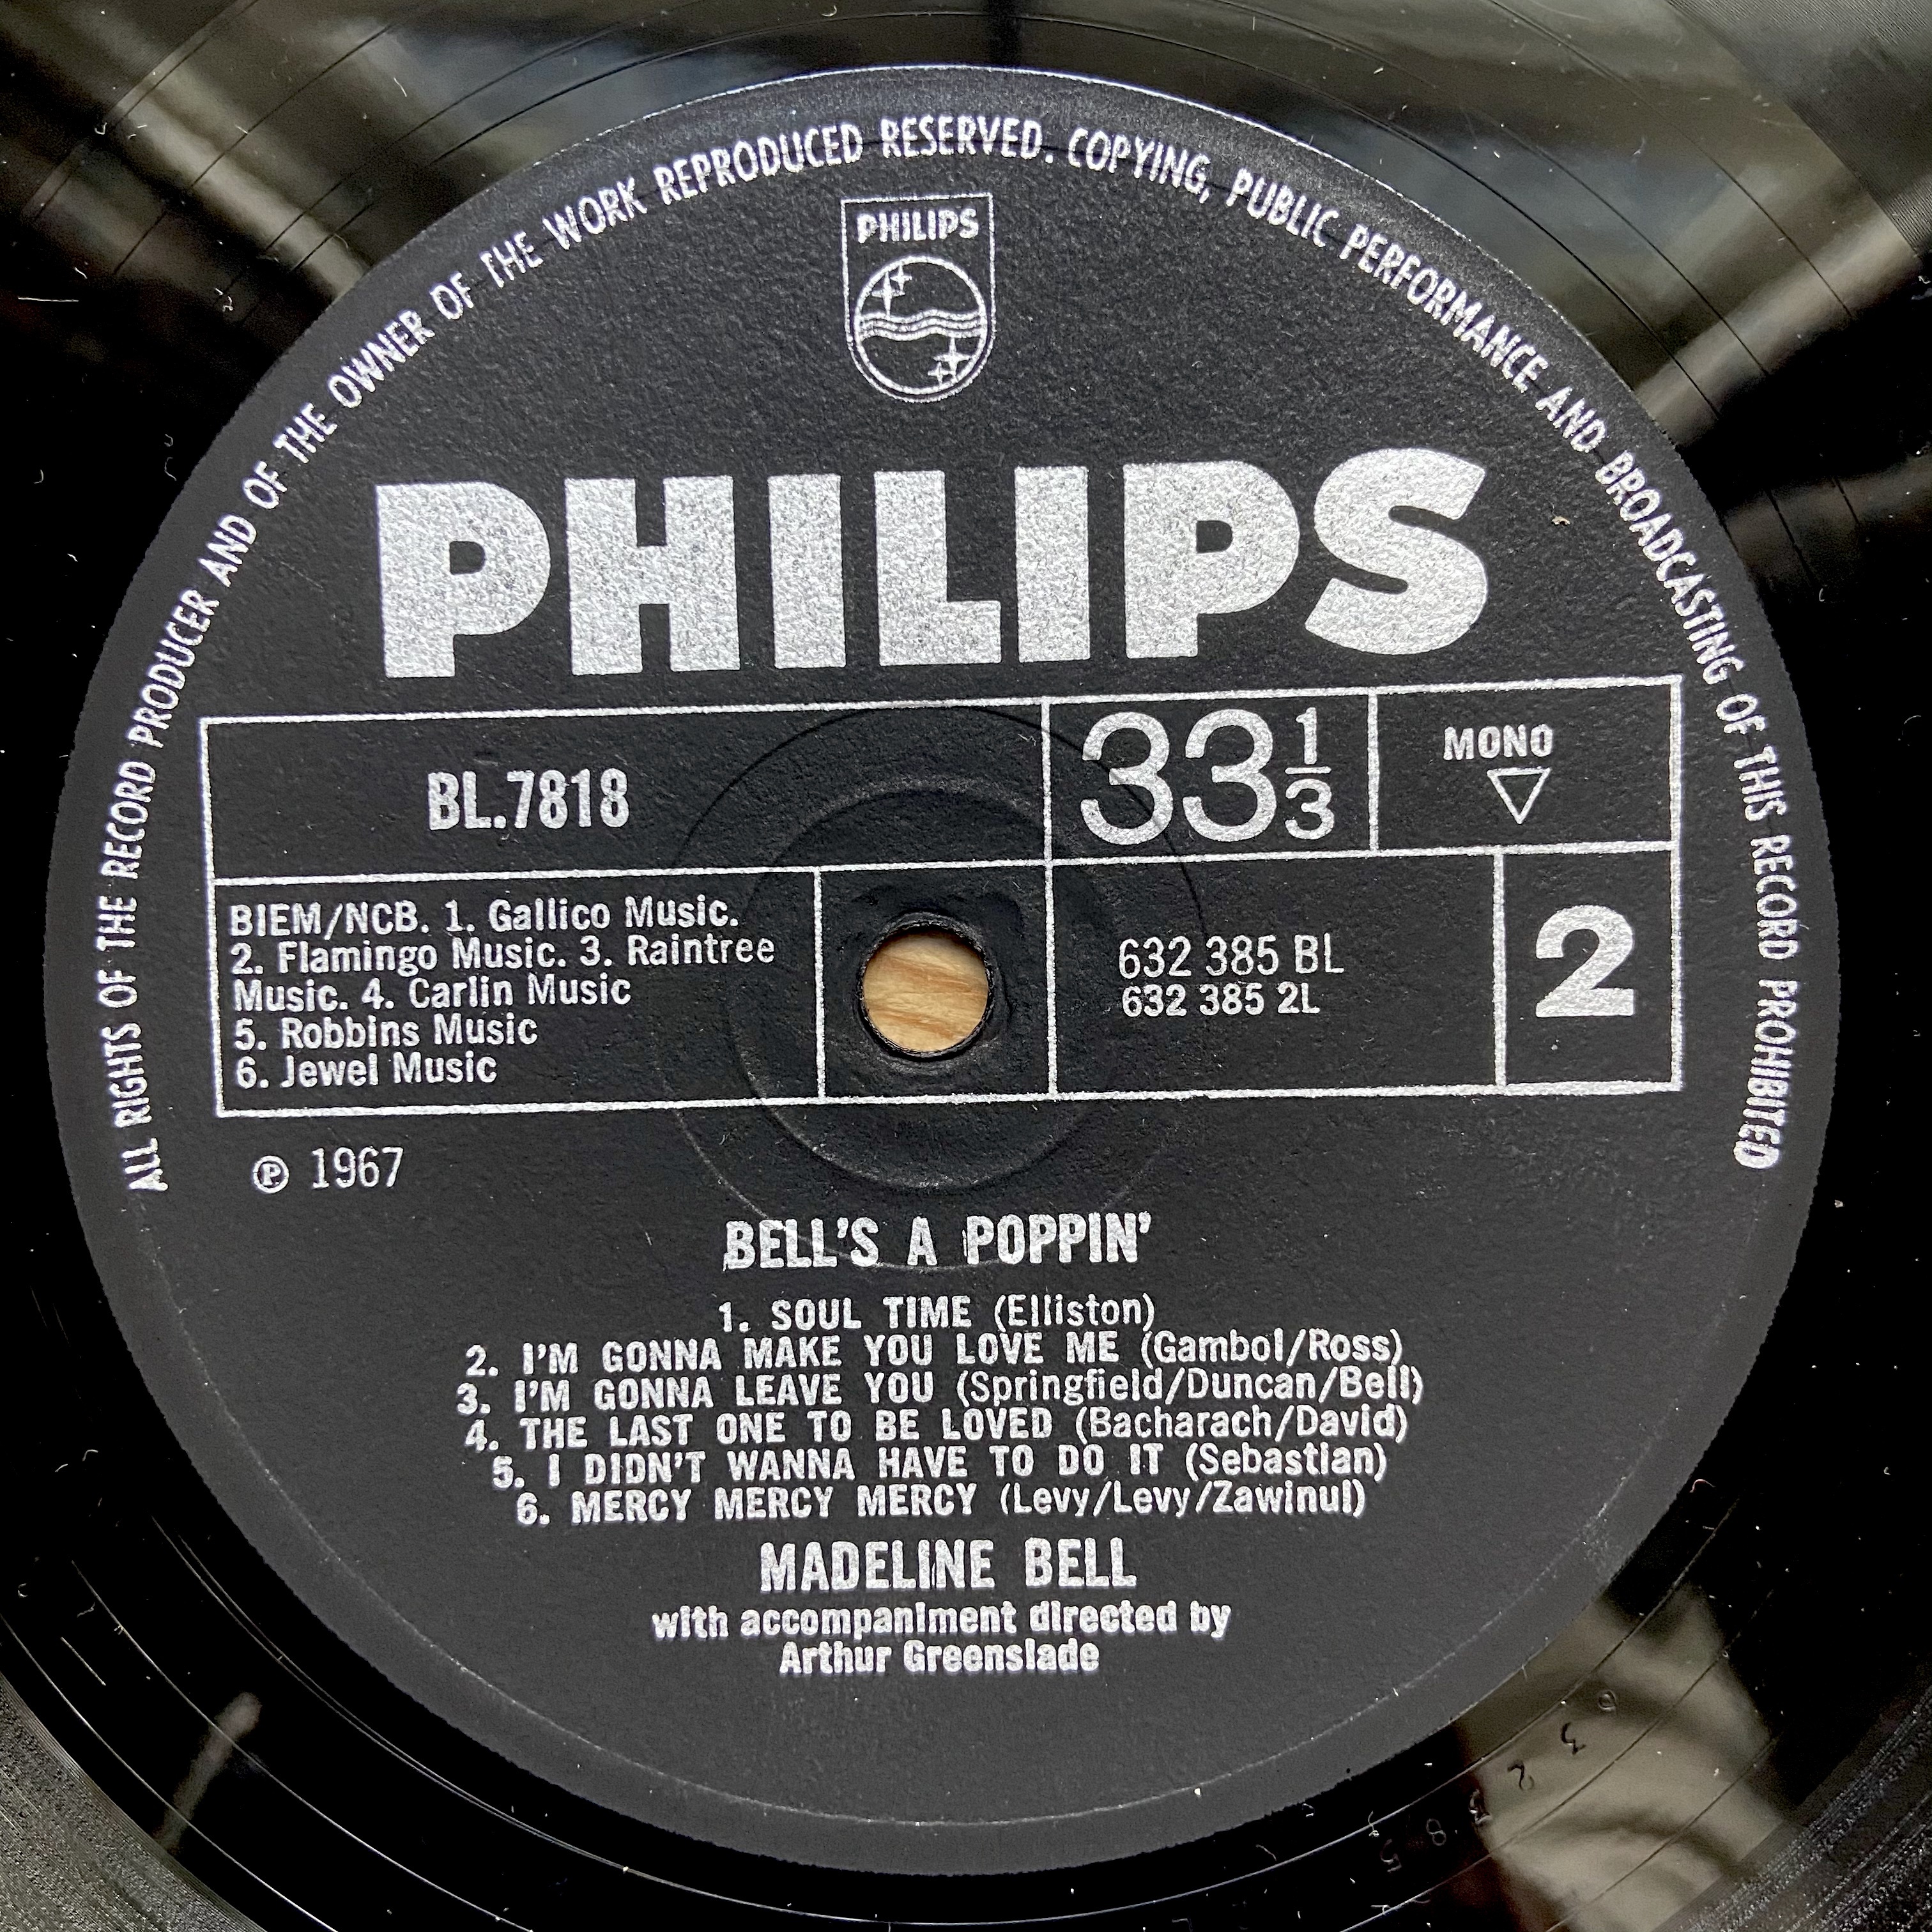 ALL RIGHTS OF THE RECORD PRODUCER AND OF THE OWNER OF THE WORK REPRODUCED RESERVED. COPYING, PUBLIC PERFORMANCE AND BROADCASTING OF THIS RECORD PROHIBITED
PHILIPS
PHILIPS
BL.7818
33 1/3
MONO
BIEM/NCB. 1. Gallico Music.
2. Flamingo Music. 3. Raintree
Music. 4. Carlin Music
5. Robbins Music
6. Jewel Music
632 385 BL
632 385 2L
2
℗ 1967
BELL'S A POPPIN'
1. SOUL TIME (Elliston)
2. I'M GONNA MAKE YOU LOVE ME (Gambol/Ross)
3. I'M GONNA LEAVE YOU (Springfield/Duncan/Bell)
4. THE LAST ONE TO BE LOVED (Bacharach/David)
5. I DIDN'T WANNA HAVE TO DO IT (Sebastian)
6. MERCY MERCY MERCY (Levy/Levy/Zawinul)
MADELINE BELL
with accompaniment directed by
Arthur Greenslade